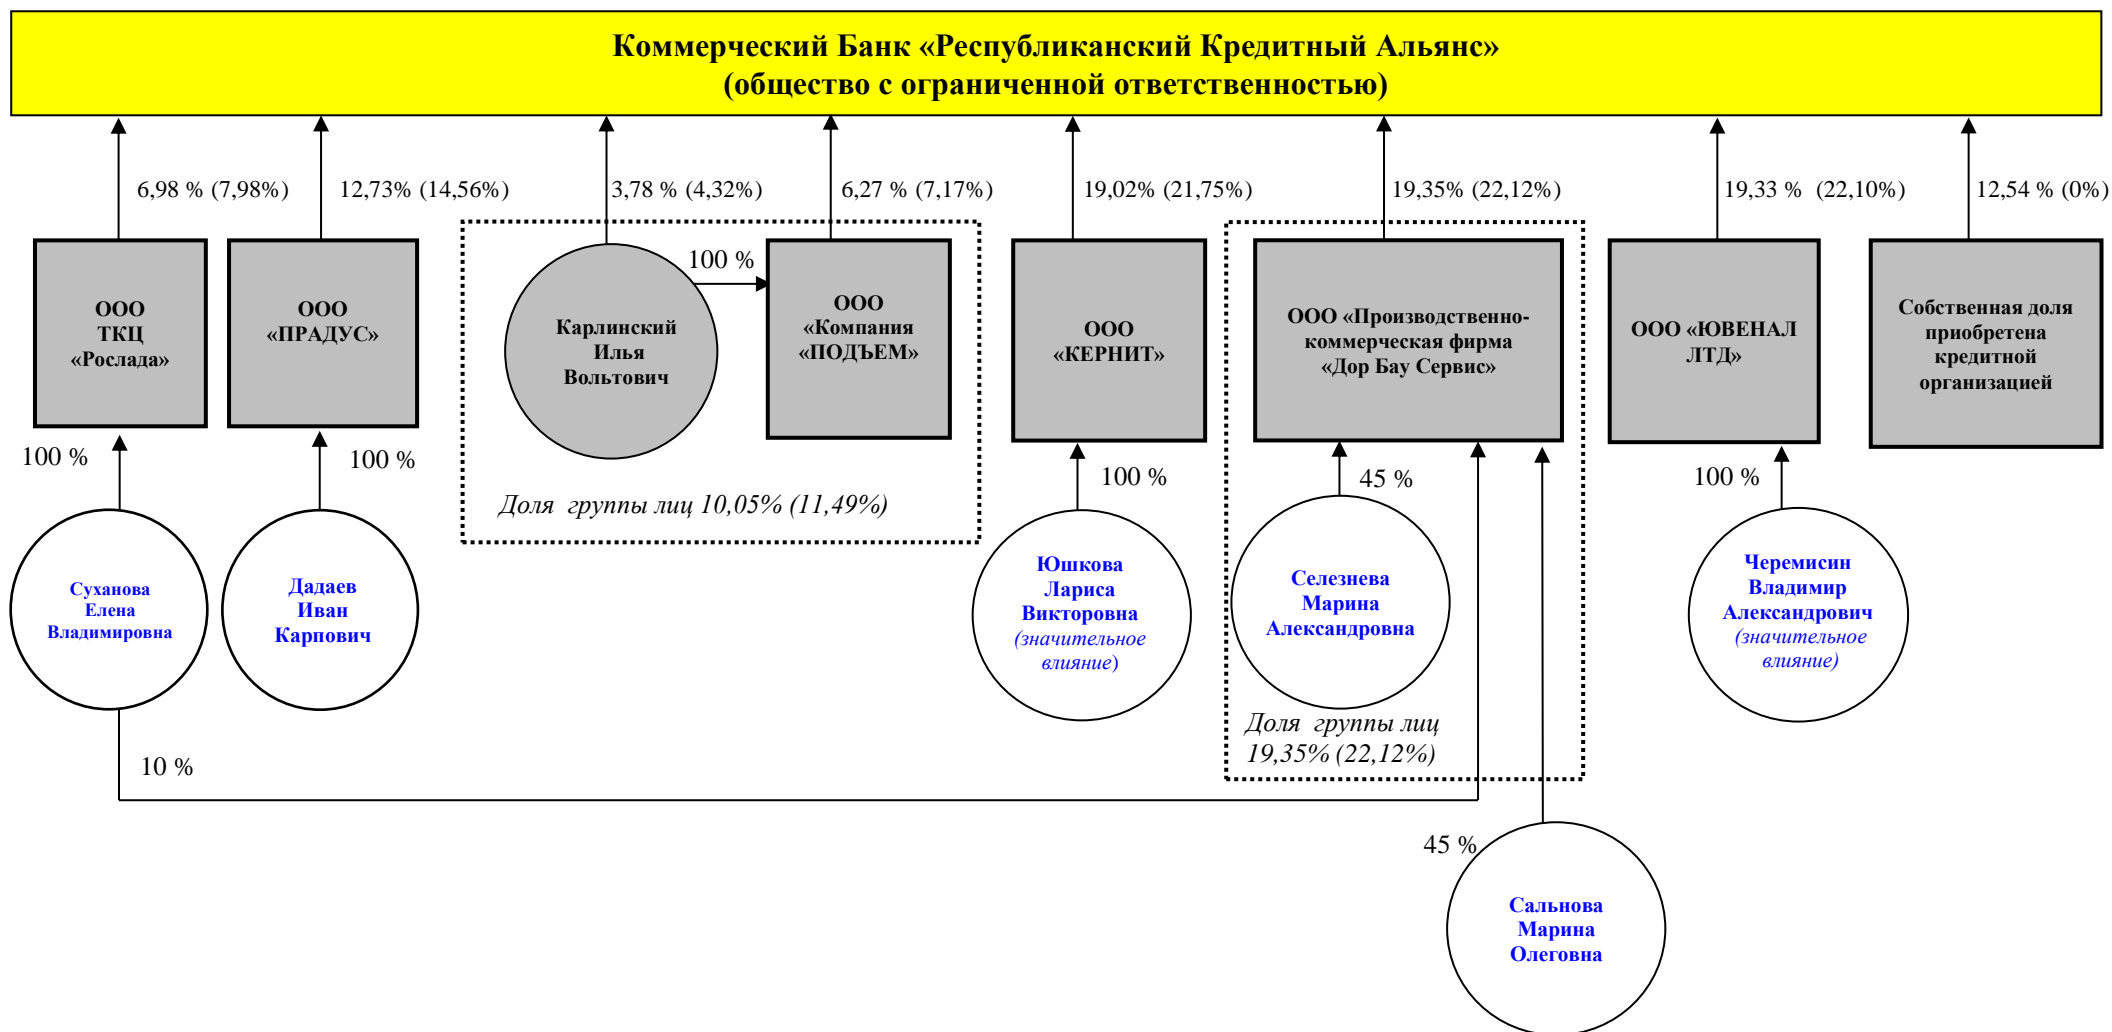 Коммерческий Банк «Республиканский Кредитный Альянс»
(общество с ограниченной ответственностью)
6,98 % (7,98%)
12,73% (14,56%)
3,78 % (4,32%)
6,27 % (7,17%)
19,02% (21,75%)
19,35% (22,12%)
19,33 % (22,10%)
12,54 % (0%)
ООО
ТКЦ
«Рослада»
ООО
«ПРАДУС»
Карлинский
Илья
Вольтович
100 %
ООО
«Компания
«ПОДЪЕМ»
ООО
«КЕРНИТ»
ООО «Производственно-
коммерческая фирма
«Дор Бау Сервис»
ООО «ЮВЕНАЛ
ЛТД»
Собственная доля
приобретена
кредитной
организацией
100 %
100 %
Доля группы лиц 10,05% (11,49%)
100 %
45 %
100 %
Суханова
Елена
Владимировна
Дадаев
Иван
Карпович
Юшкова
Лариса
Викторовна
(значительное
влияние)
Селезнева
Марина
Александровна
Черемисин
Владимир
Александрович
(значительное
влияние)
Доля группы лиц
19,35% (22,12%)
10 %
45 %
Сальнова
Марина
Олеговна